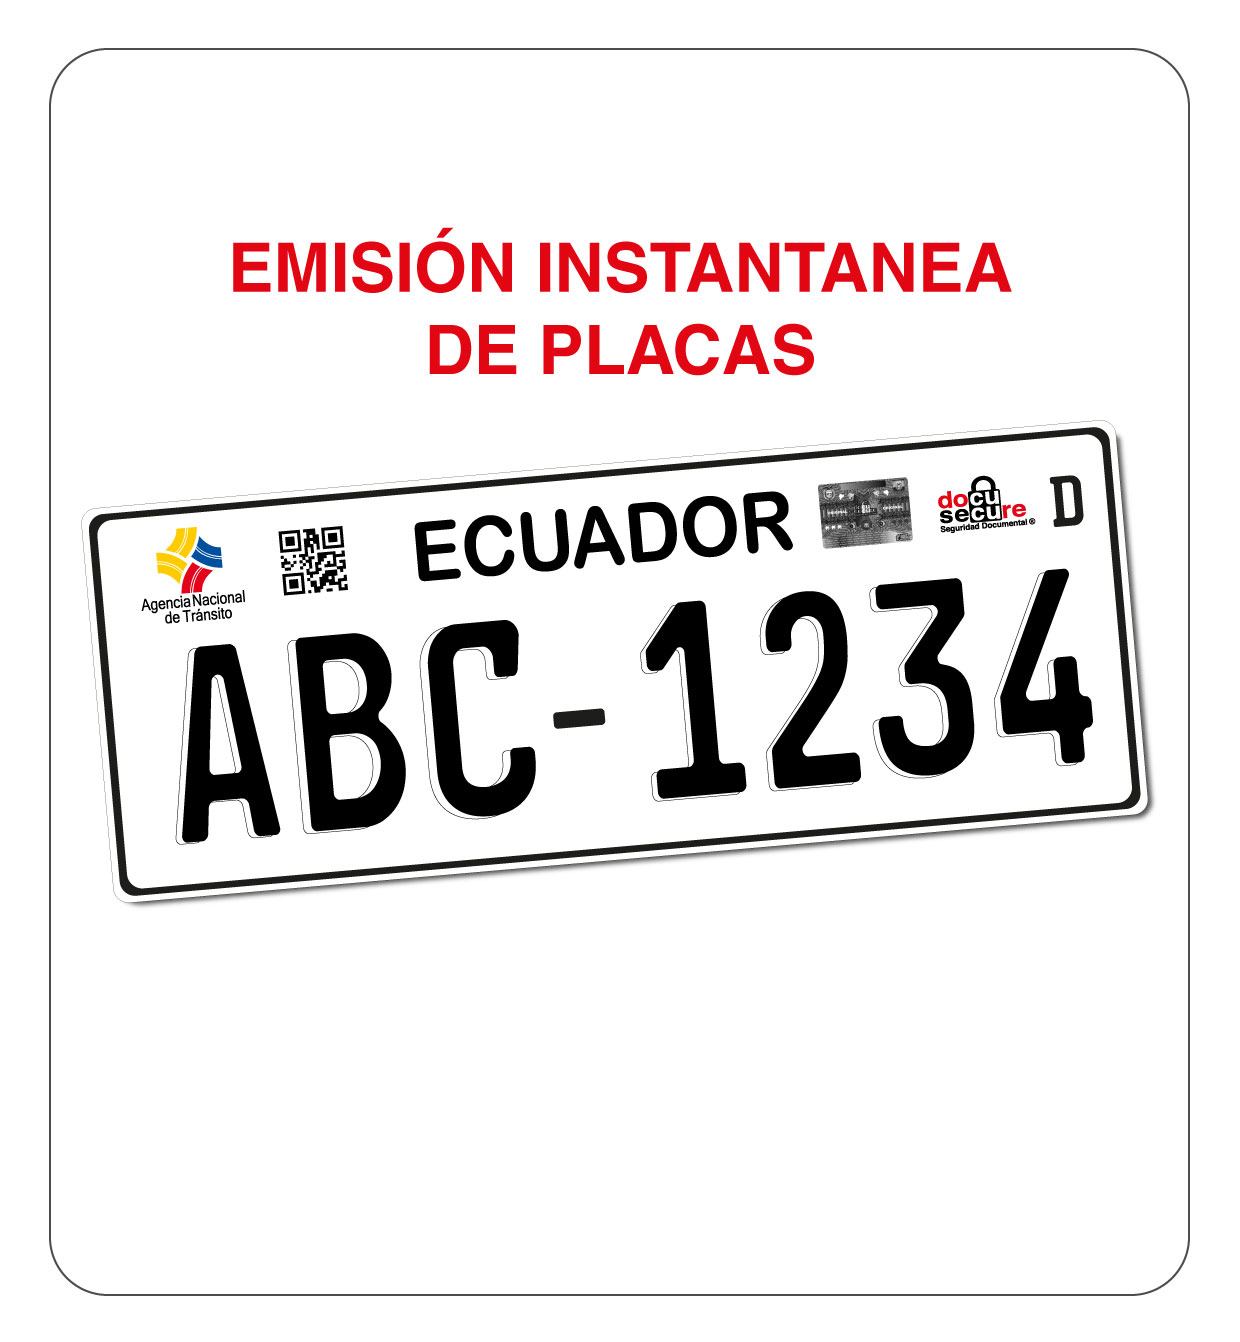 EMISIÓN INSTANTANEA
DE PLACAS
Agencia Nacional
de Tránsito
ECUADOR
docu
secure
Seguridad Documental ®
D
ABC-1234